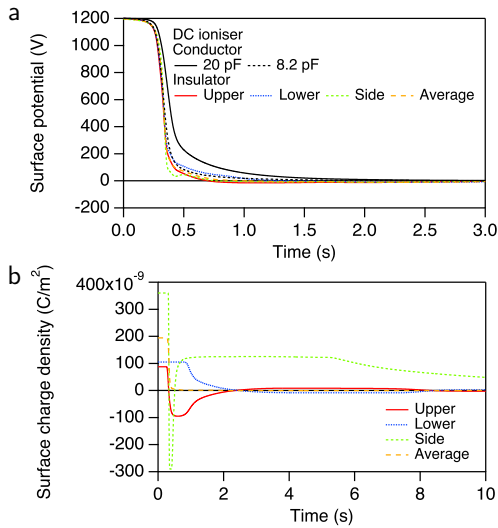 a
DC ioniser
Conductor
20 pF 8.2 pF
Insulator
Upper Lower Side Average
Surface potential (V)
1200
1000
800
600
400
200
0
-200
0.0 0.5 1.0 1.5 2.0 2.5 3.0
Time (s)
b
Surface charge density (C/m²)
400x10⁻⁹
300
200
100
0
-100
-200
-300
Upper
Lower
Side
Average
0 2 4 6 8 10
Time (s)